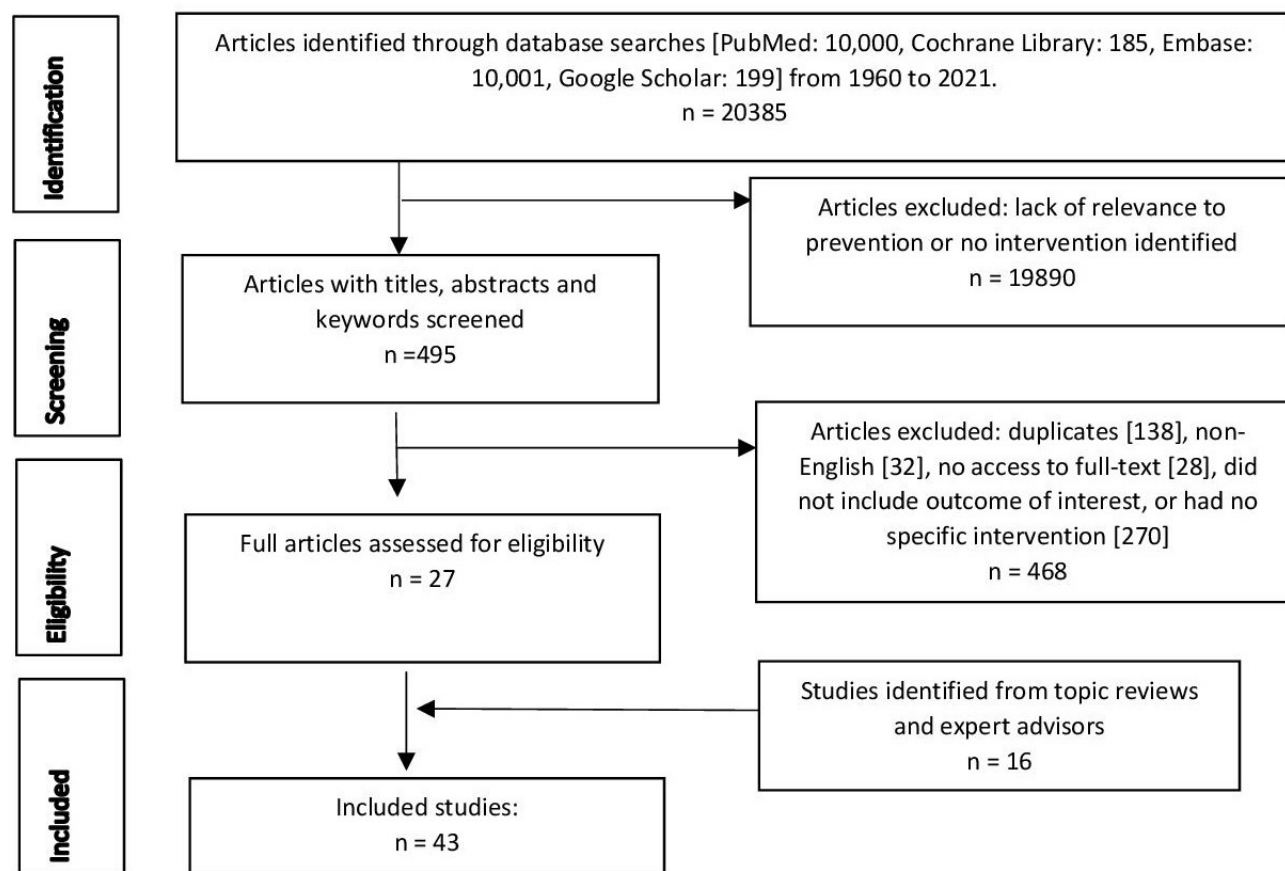 Identification
Articles identified through database searches [PubMed: 10,000, Cochrane Library: 185, Embase:
10,001, Google Scholar: 199] from 1960 to 2021.
n = 20385
Articles excluded: lack of relevance to
prevention or no intervention identified
n = 19890
Screening
Articles with titles, abstracts and
keywords screened
n =495
Articles excluded: duplicates [138], non-
English [32], no access to full-text [28], did
not include outcome of interest, or had no
specific intervention [270]
n = 468
Eligibility
Full articles assessed for eligibility
n = 27
Studies identified from topic reviews
and expert advisors
n = 16
Included
Included studies:
n = 43